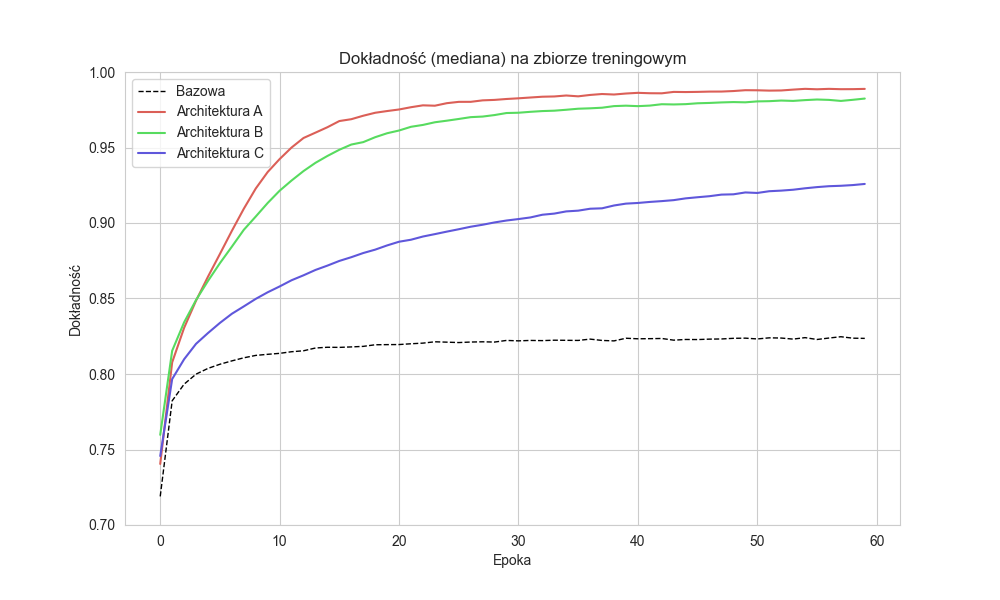 Dokładność (mediana) na zbiorze treningowym
1.00
0.95
0.90
0.85
0.80
0.75
0.70
Dokładność
Bazowa
Architektura A
Architektura B
Architektura C
0 10 20 30 40 50 60
Epoka